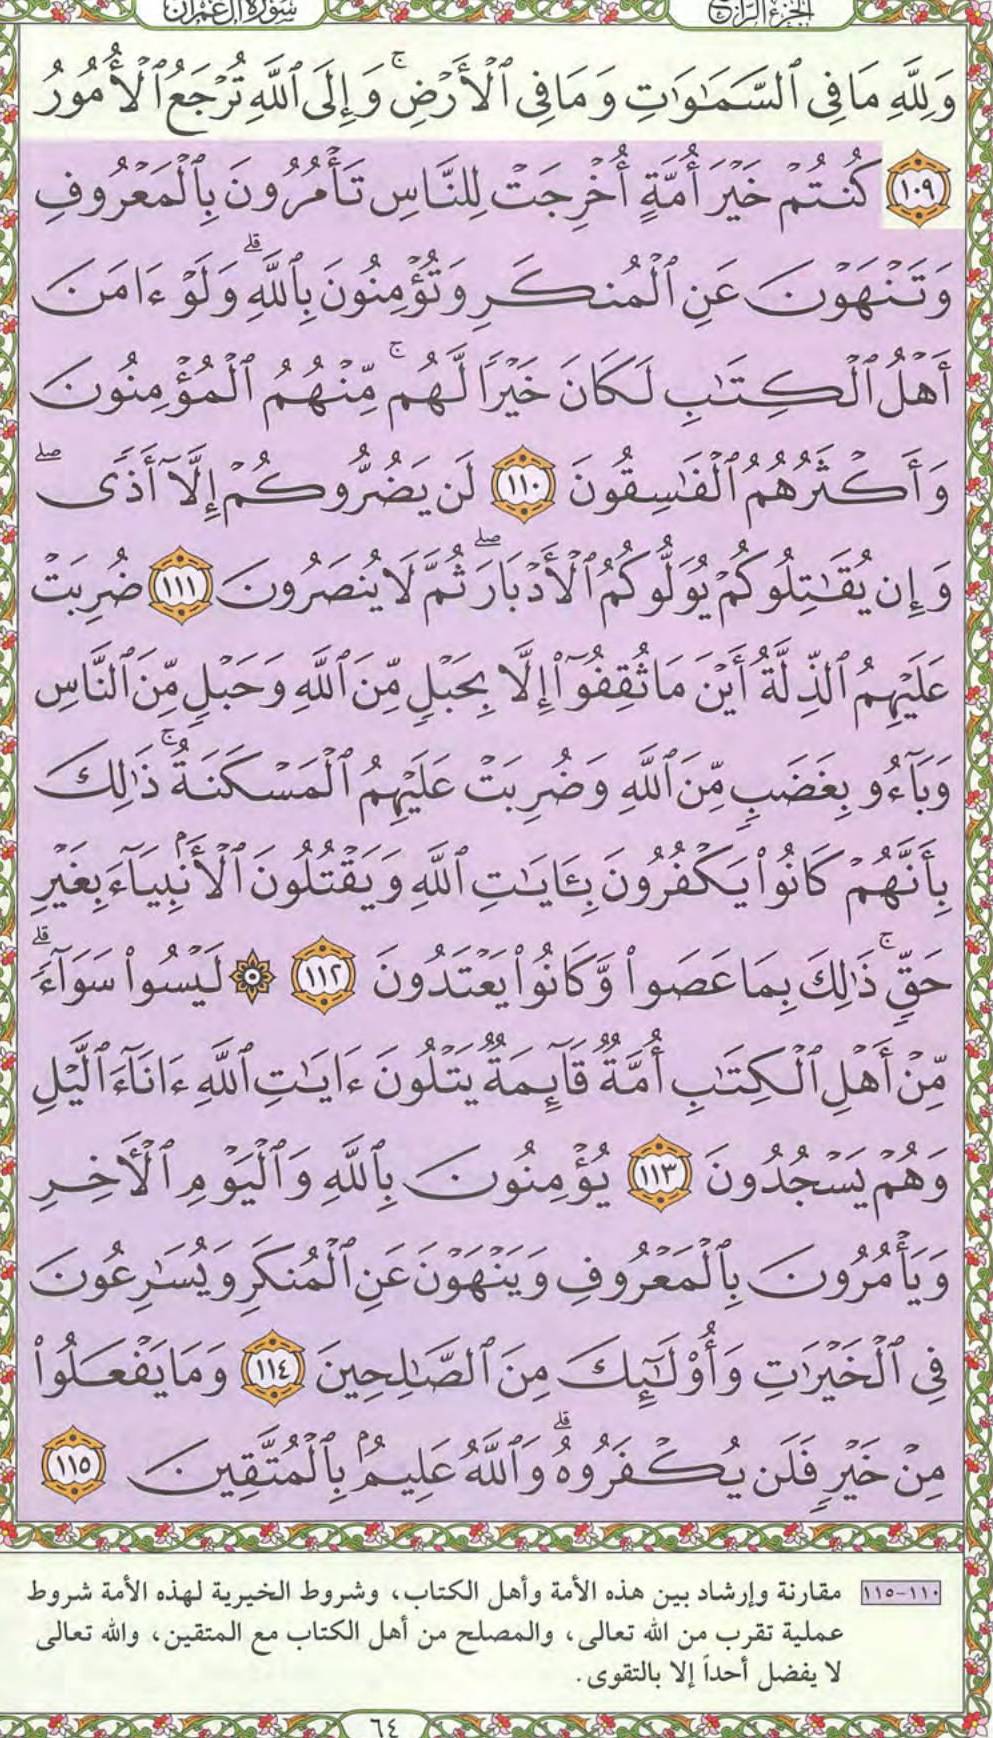 سورة آل عمران الجزء الرابع
وَلِلَّهِ مَا فِي ٱلسَّمَـٰوَٰتِ وَمَا فِي ٱلْأَرْضِ ۚ وَإِلَى ٱللَّهِ تُرْجَعُ ٱلْأُمُورُ
١٠٩ كُنتُمْ خَيْرَ أُمَّةٍ أُخْرِجَتْ لِلنَّاسِ تَأْمُرُونَ بِٱلْمَعْرُوفِ
وَتَنْهَوْنَ عَنِ ٱلْمُنكَرِ وَتُؤْمِنُونَ بِٱللَّهِ ۗ وَلَوْ ءَامَنَ
أَهْلُ ٱلْكِتَـٰبِ لَكَانَ خَيْرًا لَّهُم ۚ مِّنْهُمُ ٱلْمُؤْمِنُونَ
وَأَكْثَرُهُمُ ٱلْفَـٰسِقُونَ ١١٠ لَن يَضُرُّوكُمْ إِلَّآ أَذًى ۖ
وَإِن يُقَـٰتِلُوكُمْ يُوَلُّوكُمُ ٱلْأَدْبَارَ ۖ ثُمَّ لَا يُنصَرُونَ ١١١ ضُرِبَتْ
عَلَيْهِمُ ٱلذِّلَّةُ أَيْنَ مَا ثُقِفُوٓا۟ إِلَّا بِحَبْلٍ مِّنَ ٱللَّهِ وَحَبْلٍ مِّنَ ٱلنَّاسِ
وَبَآءُو بِغَضَبٍ مِّنَ ٱللَّهِ وَضُرِبَتْ عَلَيْهِمُ ٱلْمَسْكَنَةُ ۚ ذَٰلِكَ
بِأَنَّهُمْ كَانُوا۟ يَكْفُرُونَ بِـَٔايَـٰتِ ٱللَّهِ وَيَقْتُلُونَ ٱلْأَنۢبِيَآءَ بِغَيْرِ
حَقٍّ ۚ ذَٰلِكَ بِمَا عَصَوا۟ وَّكَانُوا۟ يَعْتَدُونَ ١١٢ ۞ لَيْسُوا۟ سَوَآءً ۗ
مِّنْ أَهْلِ ٱلْكِتَـٰبِ أُمَّةٌ قَآئِمَةٌ يَتْلُونَ ءَايَـٰتِ ٱللَّهِ ءَانَآءَ ٱلَّيْلِ
وَهُمْ يَسْجُدُونَ ١١٣ يُؤْمِنُونَ بِٱللَّهِ وَٱلْيَوْمِ ٱلْـَٔاخِرِ
وَيَأْمُرُونَ بِٱلْمَعْرُوفِ وَيَنْهَوْنَ عَنِ ٱلْمُنكَرِ وَيُسَـٰرِعُونَ
فِي ٱلْخَيْرَٰتِ وَأُو۟لَـٰٓئِكَ مِنَ ٱلصَّـٰلِحِينَ ١١٤ وَمَا يَفْعَلُوا۟
مِنْ خَيْرٍ فَلَن يُكْفَرُوهُ ۗ وَٱللَّهُ عَلِيمٌۢ بِٱلْمُتَّقِينَ ١١٥
١١٠-١١٥ مقارنة وإرشاد بين هذه الأمة وأهل الكتاب، وشروط الخيرية لهذه الأمة شروط
عملية تقرب من الله تعالى، والمصلح من أهل الكتاب مع المتقين، والله تعالى
لا يفضل أحداً إلا بالتقوى.
٦٤